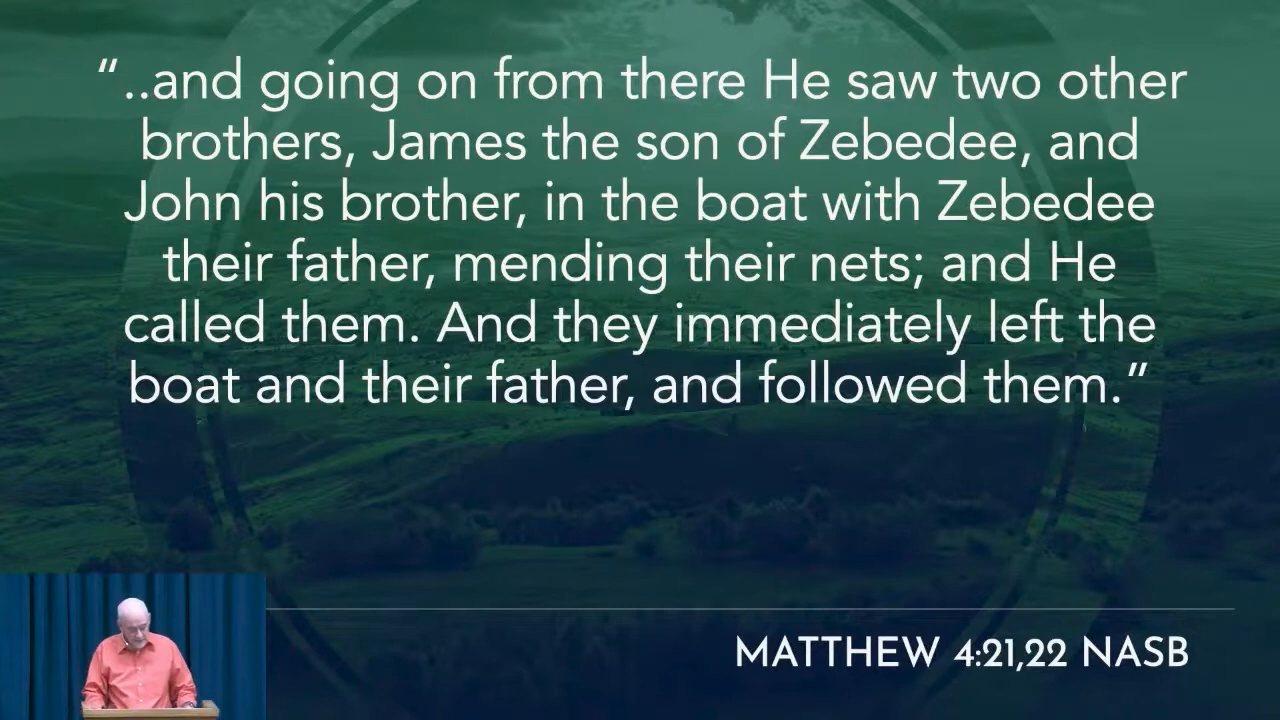 “..and going on from there He saw two other
brothers, James the son of Zebedee, and
John his brother, in the boat with Zebedee
their father, mending their nets; and He
called them. And they immediately left the
boat and their father, and followed them.”
MATTHEW 4:21,22 NASB